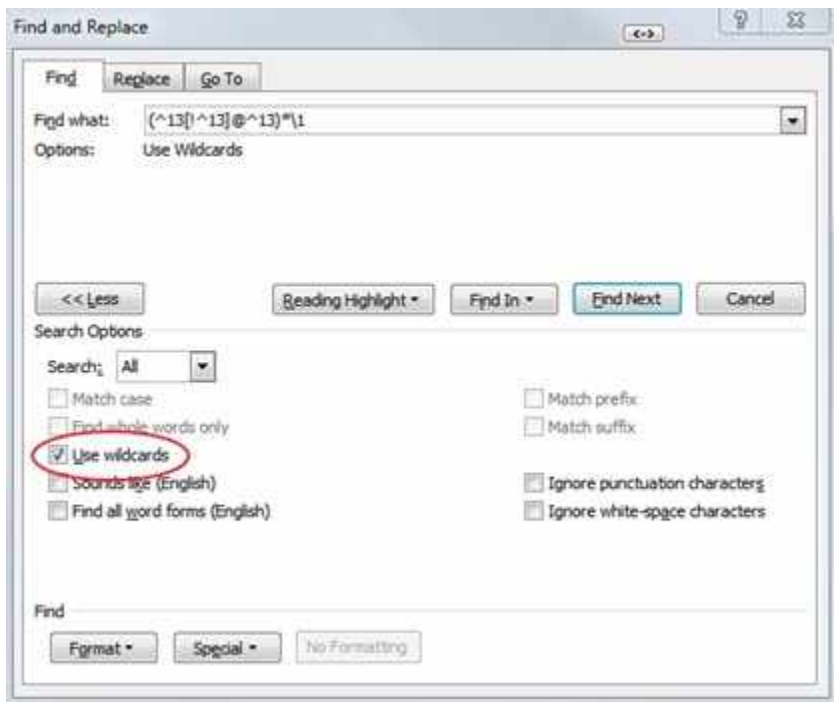 Find and Replace
<->
Find Replace Go To
Find what: (^13[!^13]@^13)*\1
Options: Use Wildcards
<< Less Reading Highlight Find In Find Next Cancel
Search Options
Search: All
Match case Match prefix
Find whole words only Match suffix
Use wildcards
Sounds like (English) Ignore punctuation characters
Find all word forms (English) Ignore white-space characters
Find
Format Special No Formatting